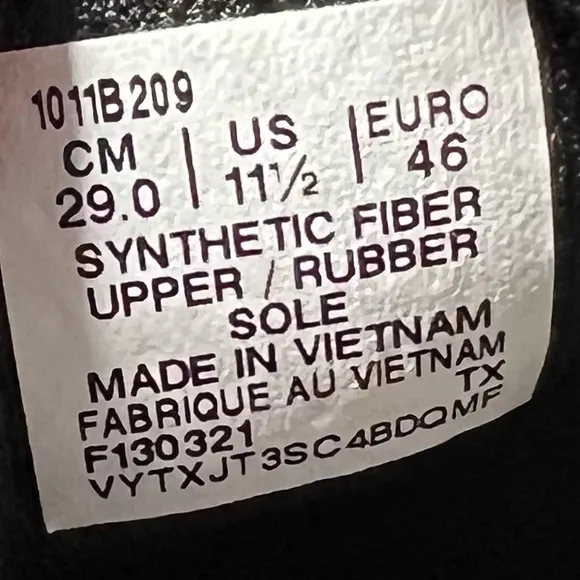 1011B209
CM | US | EURO
29.0 | 11½ | 46
SYNTHETIC FIBER
UPPER / RUBBER
SOLE
MADE IN VIETNAM
FABRIQUE AU VIETNAM
F130321 TX
VYTXJT3SC4BDQMF